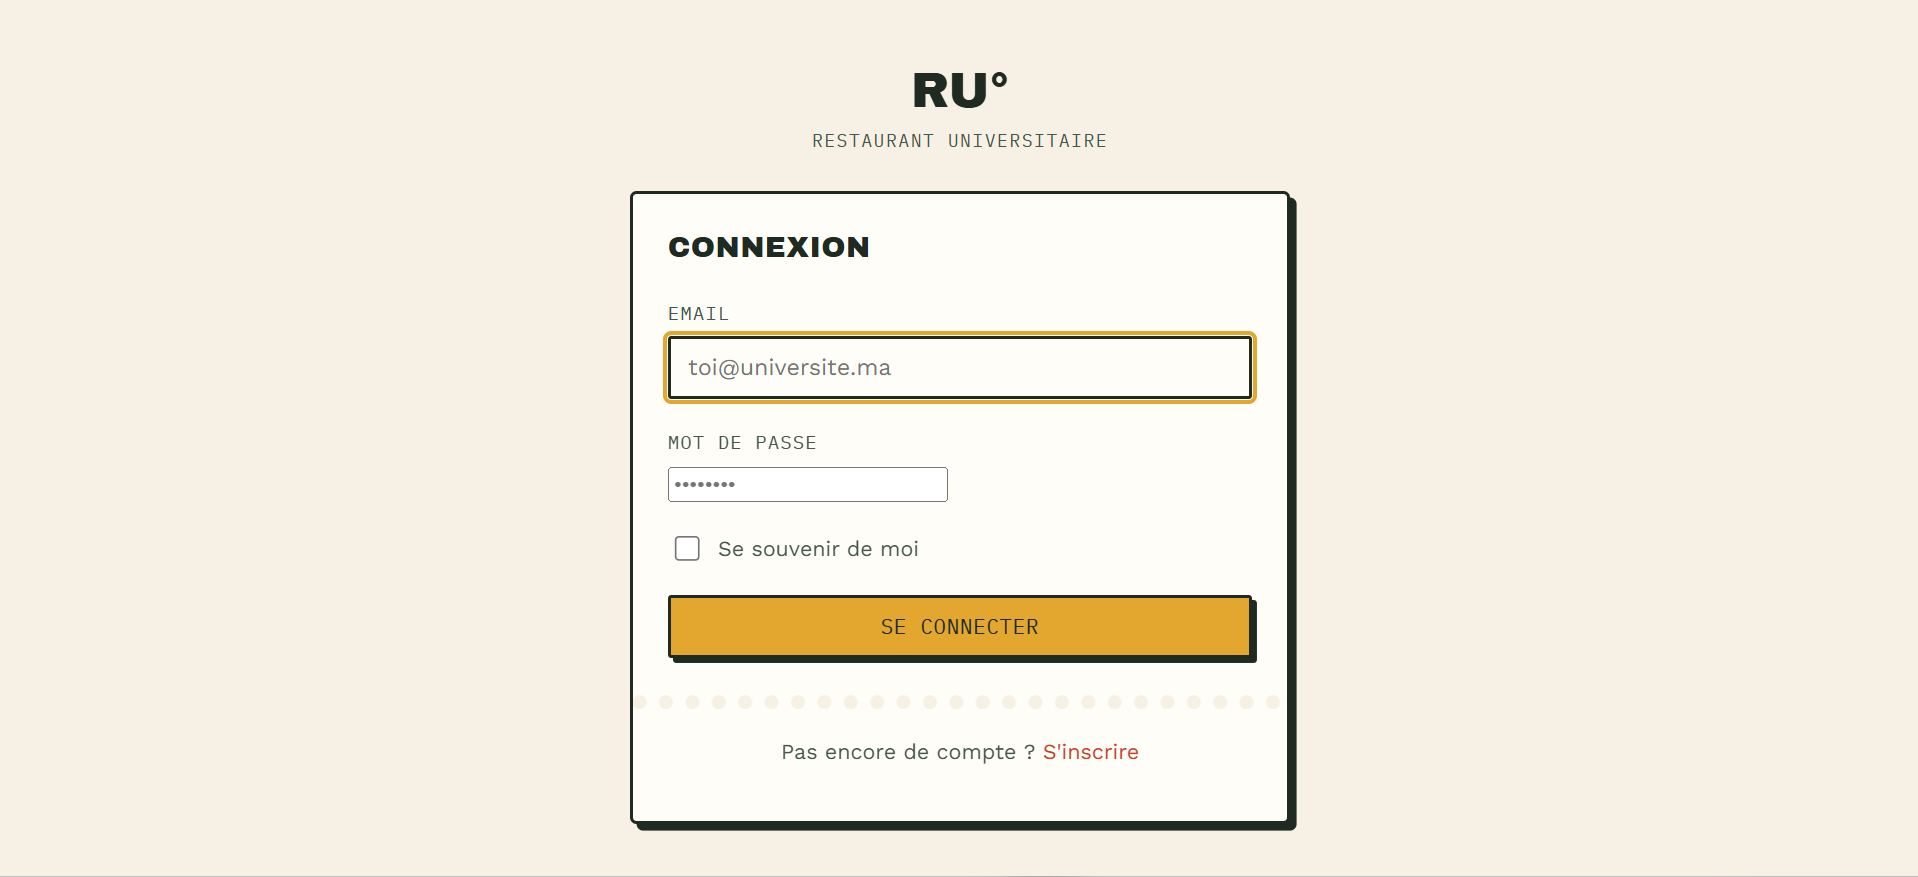 RU°
RESTAURANT UNIVERSITAIRE
CONNEXION
EMAIL
toi@universite.ma
MOT DE PASSE
••••••••
Se souvenir de moi
SE CONNECTER
Pas encore de compte ? S'inscrire